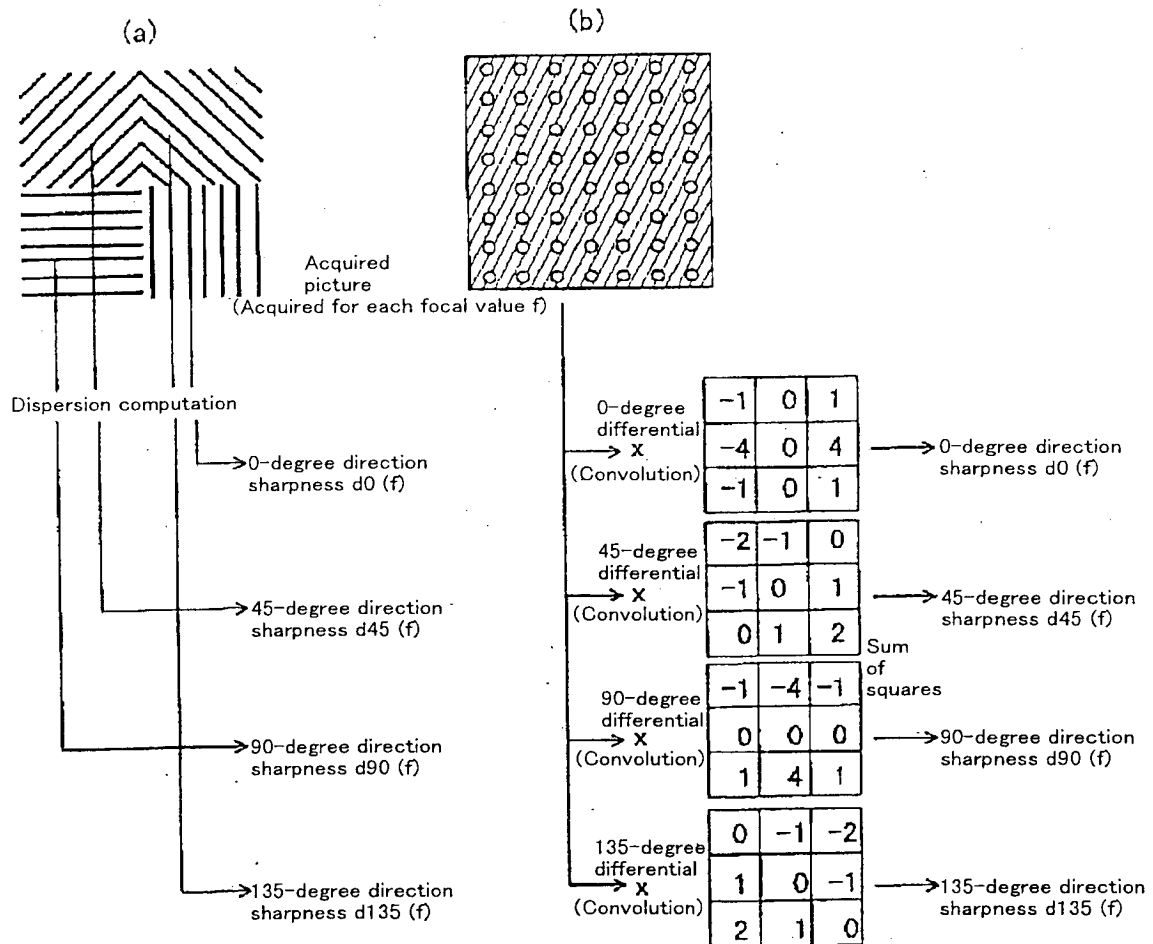 (a)
(b)
Acquired
picture
(Acquired for each focal value f)
Dispersion computation
0-degree direction
sharpness d0 (f)
45-degree direction
sharpness d45 (f)
90-degree direction
sharpness d90 (f)
135-degree direction
sharpness d135 (f)
0-degree
differential
X
(Convolution)
-1 0 1
-4 0 4
-1 0 1
0-degree direction
sharpness d0 (f)
45-degree
differential
X
(Convolution)
-2 -1 0
-1 0 1
0 1 2
45-degree direction
sharpness d45 (f)
Sum
of
squares
90-degree
differential
X
(Convolution)
-1 -4 -1
0 0 0
1 4 1
90-degree direction
sharpness d90 (f)
135-degree
differential
X
(Convolution)
0 -1 -2
1 0 -1
2 1 0
135-degree direction
sharpness d135 (f)